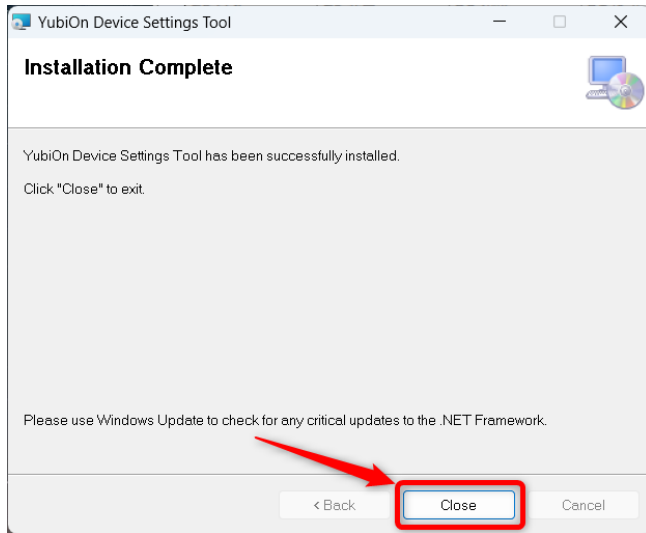 YubiOn Device Settings Tool
Installation Complete
YubiOn Device Settings Tool has been successfully installed.
Click "Close" to exit.
Please use Windows Update to check for any critical updates to the .NET Framework.
< Back
Close
Cancel